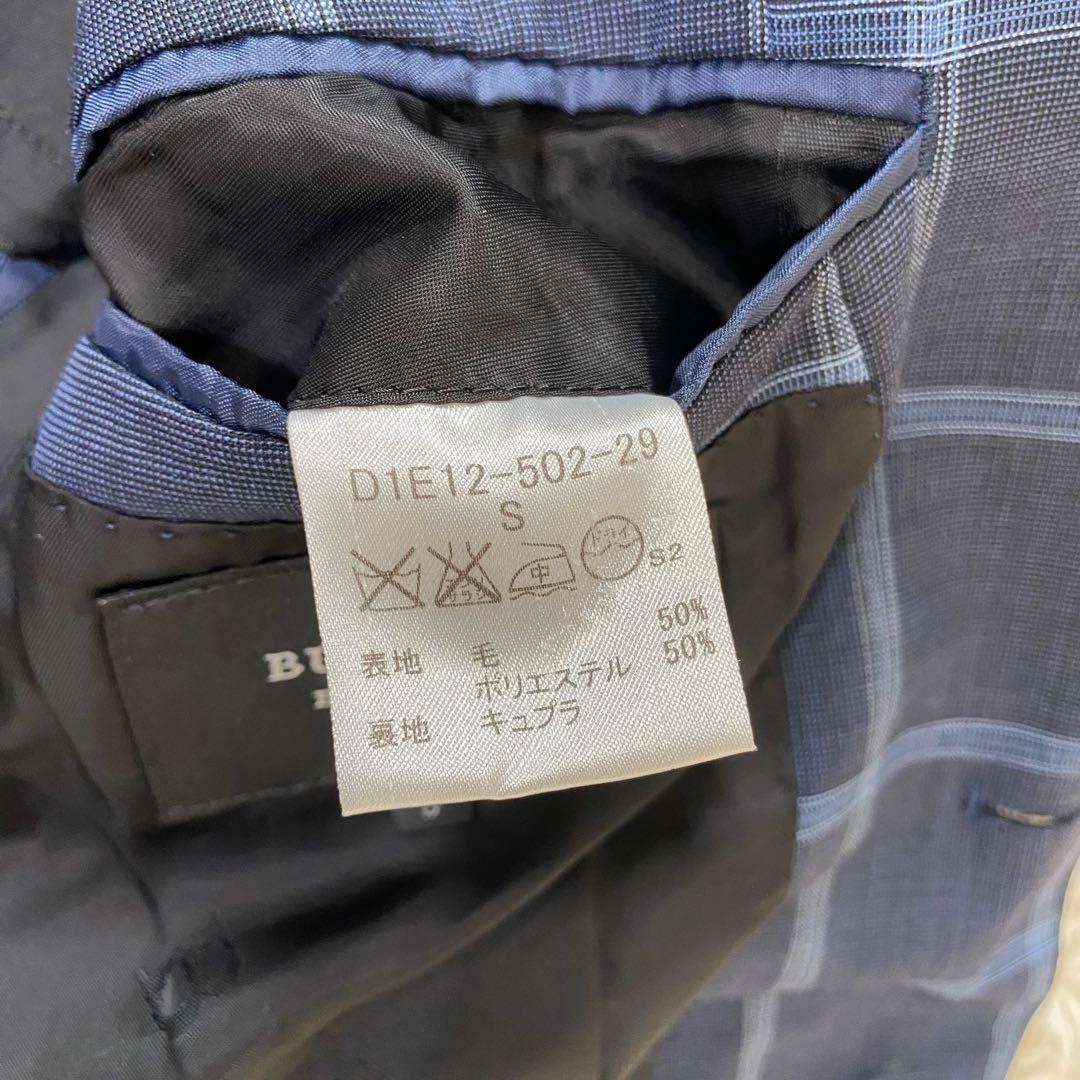 D1E12-502-29
S
ドライ
中
S2
表地 毛 50%
ポリエステル 50%
裏地 キュプラ
BU